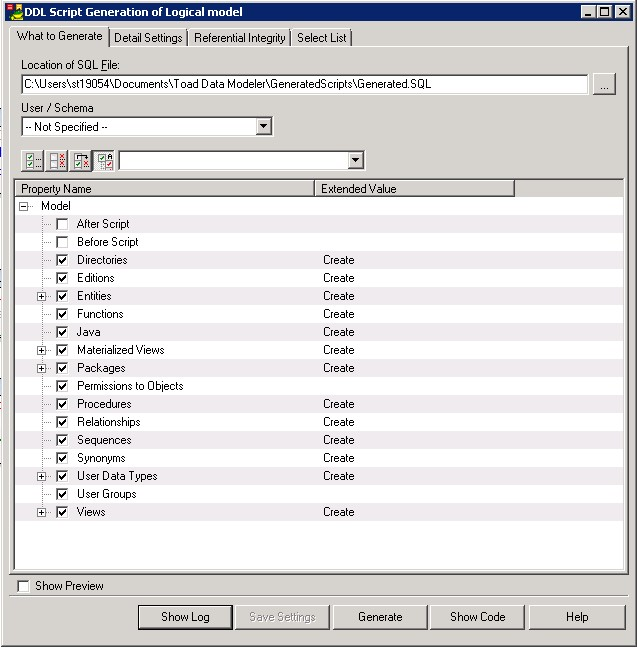 DDL Script Generation of Logical model
What to Generate Detail Settings Referential Integrity Select List
Location of SQL File:
C:\Users\st19054\Documents\Toad Data Modeler\GeneratedScripts\Generated.SQL ...
User / Schema
-- Not Specified --
Property Name Extended Value
Model
After Script
Before Script
Directories Create
Editions Create
Entities Create
Functions Create
Java Create
Materialized Views Create
Packages Create
Permissions to Objects
Procedures Create
Relationships Create
Sequences Create
Synonyms Create
User Data Types Create
User Groups
Views Create
Show Preview
Show Log Save Settings Generate Show Code Help